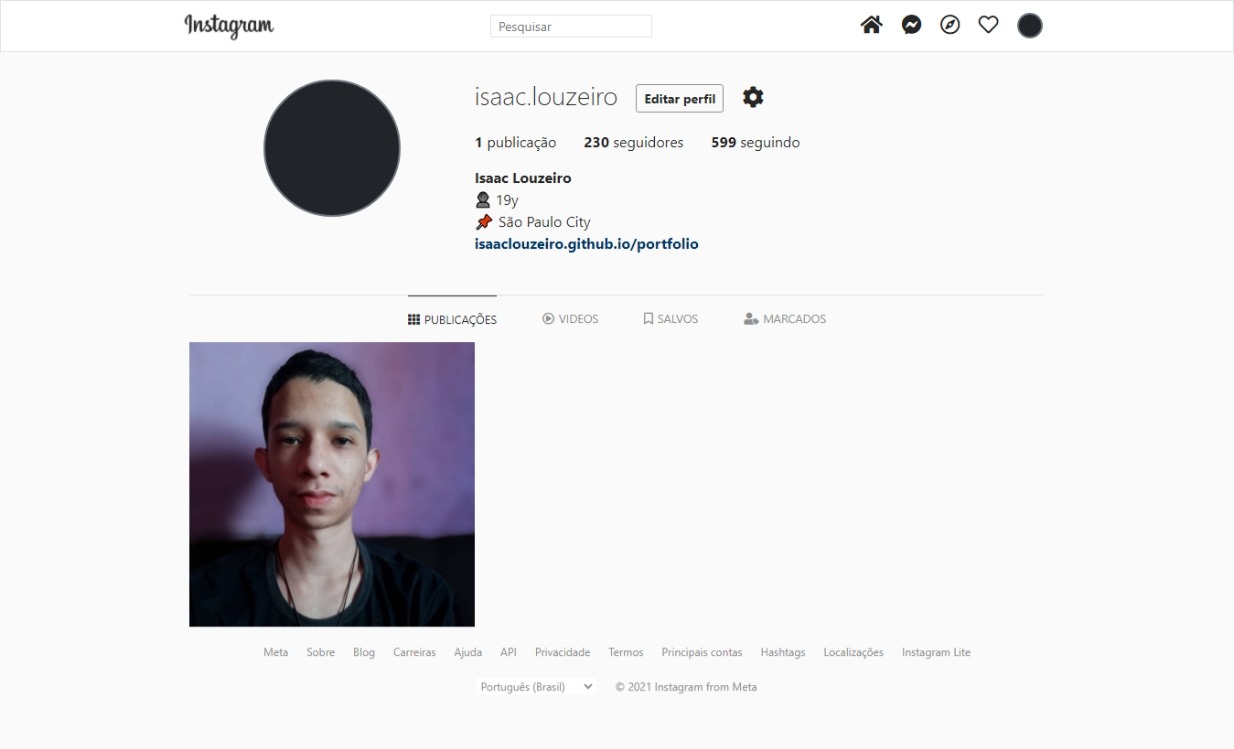 Instagram
Pesquisar
isaac.louzeiro Editar perfil
1 publicação 230 seguidores 599 seguindo
Isaac Louzeiro
19y
São Paulo City
isaaclouzeiro.github.io/portfolio
PUBLICAÇÕES VIDEOS SALVOS MARCADOS
Meta Sobre Blog Carreiras Ajuda API Privacidade Termos Principais contas Hashtags Localizações Instagram Lite
Português (Brasil) © 2021 Instagram from Meta